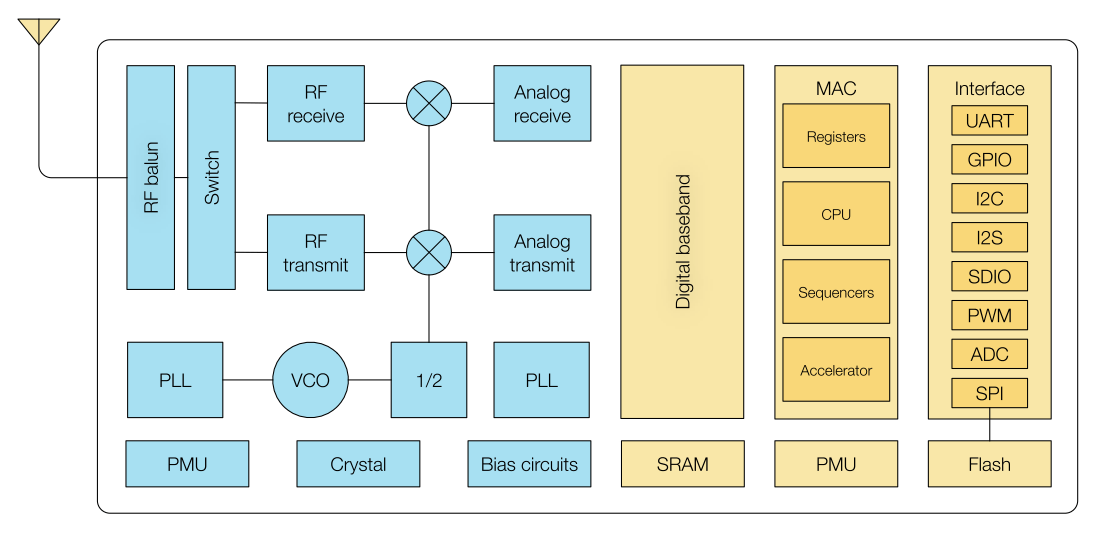 RF balun
Switch
RF
receive
Analog
receive
RF
transmit
Analog
transmit
PLL
VCO
1/2
PLL
PMU
Crystal
Bias circuits
Digital baseband
SRAM
MAC
Registers
CPU
Sequencers
Accelerator
PMU
Interface
UART
GPIO
I2C
I2S
SDIO
PWM
ADC
SPI
Flash